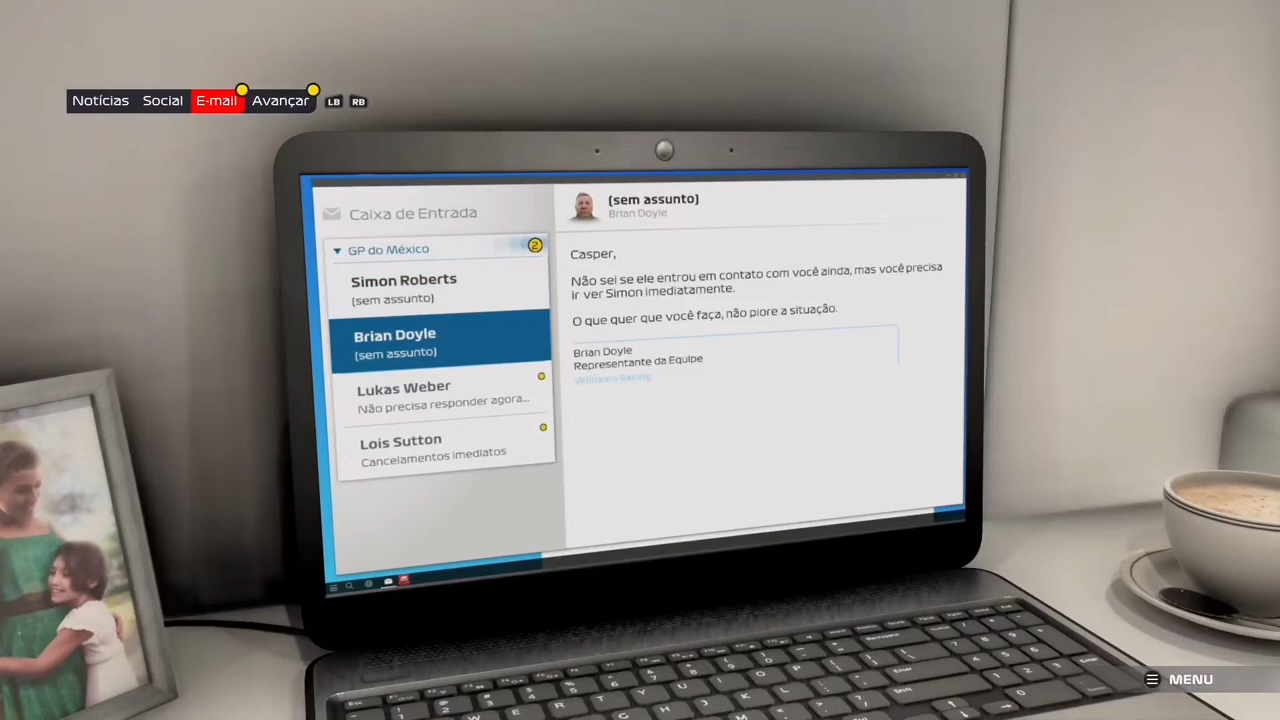 Notícias Social E-mail Avançar LB RB
Caixa de Entrada
GP do México 2
Simon Roberts
(sem assunto)
Brian Doyle
(sem assunto)
Lukas Weber
Não precisa responder agora...
Lois Sutton
Cancelamentos imediatos
(sem assunto)
Brian Doyle
Casper,
Não sei se ele entrou em contato com você ainda, mas você precisa
ir ver Simon imediatamente.
O que quer que você faça, não piore a situação.
Brian Doyle
Representante da Equipe
Williams Racing
MENU